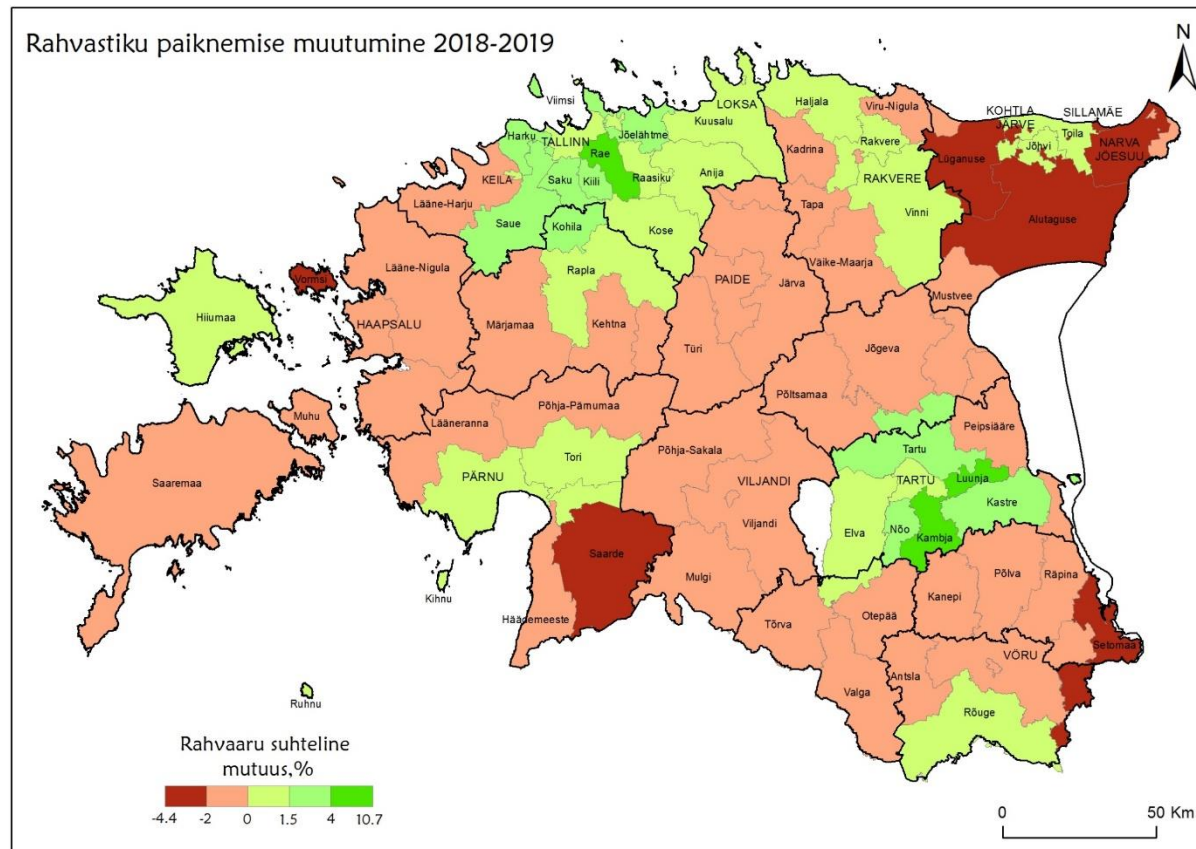 Rahvastiku paiknemise muutumine 2018-2019
N
Viimsi
LOKSA
Haljala
Viru-Nigula
KOHTLA
JÄRVE
SILLAMÄE
Kuusalu
Harku
TALLINN
Jõelähtme
Rakvere
Toila
NARVA
JÕESUU
Rae
Kadrina
Jõhvi
Lüganuse
KEILA
Saku
Kiili
Raasiku
Anija
RAKVERE
Lääne-Harju
Tapa
Vinni
Alutaguse
Saue
Kohila
Kose
Lääne-Nigula
Rapla
Väike-Maarja
Vormsi
PAIDE
Järva
Mustvee
Hiiumaa
HAAPSALU
Märjamaa
Kehtna
Türi
Jõgeva
Põltsamaa
Muhu
Põhja-Pärnumaa
Lääneranna
Peipsiääre
Põhja-Sakala
Tartu
Tori
PÄRNU
VILJANDI
TARTU
Luunja
Saaremaa
Kastre
Viljandi
Elva
Nõo
Kambja
Saarde
Kihnu
Mulgi
Põlva
Räpina
Kanepi
Otepää
Häädemeeste
Tõrva
Setomaa
VÕRU
Antsla
Valga
Ruhnu
Rõuge
Rahvaaru suhteline
mutuus,%
-4.4 -2 0 1.5 4 10.7
0 50 Km